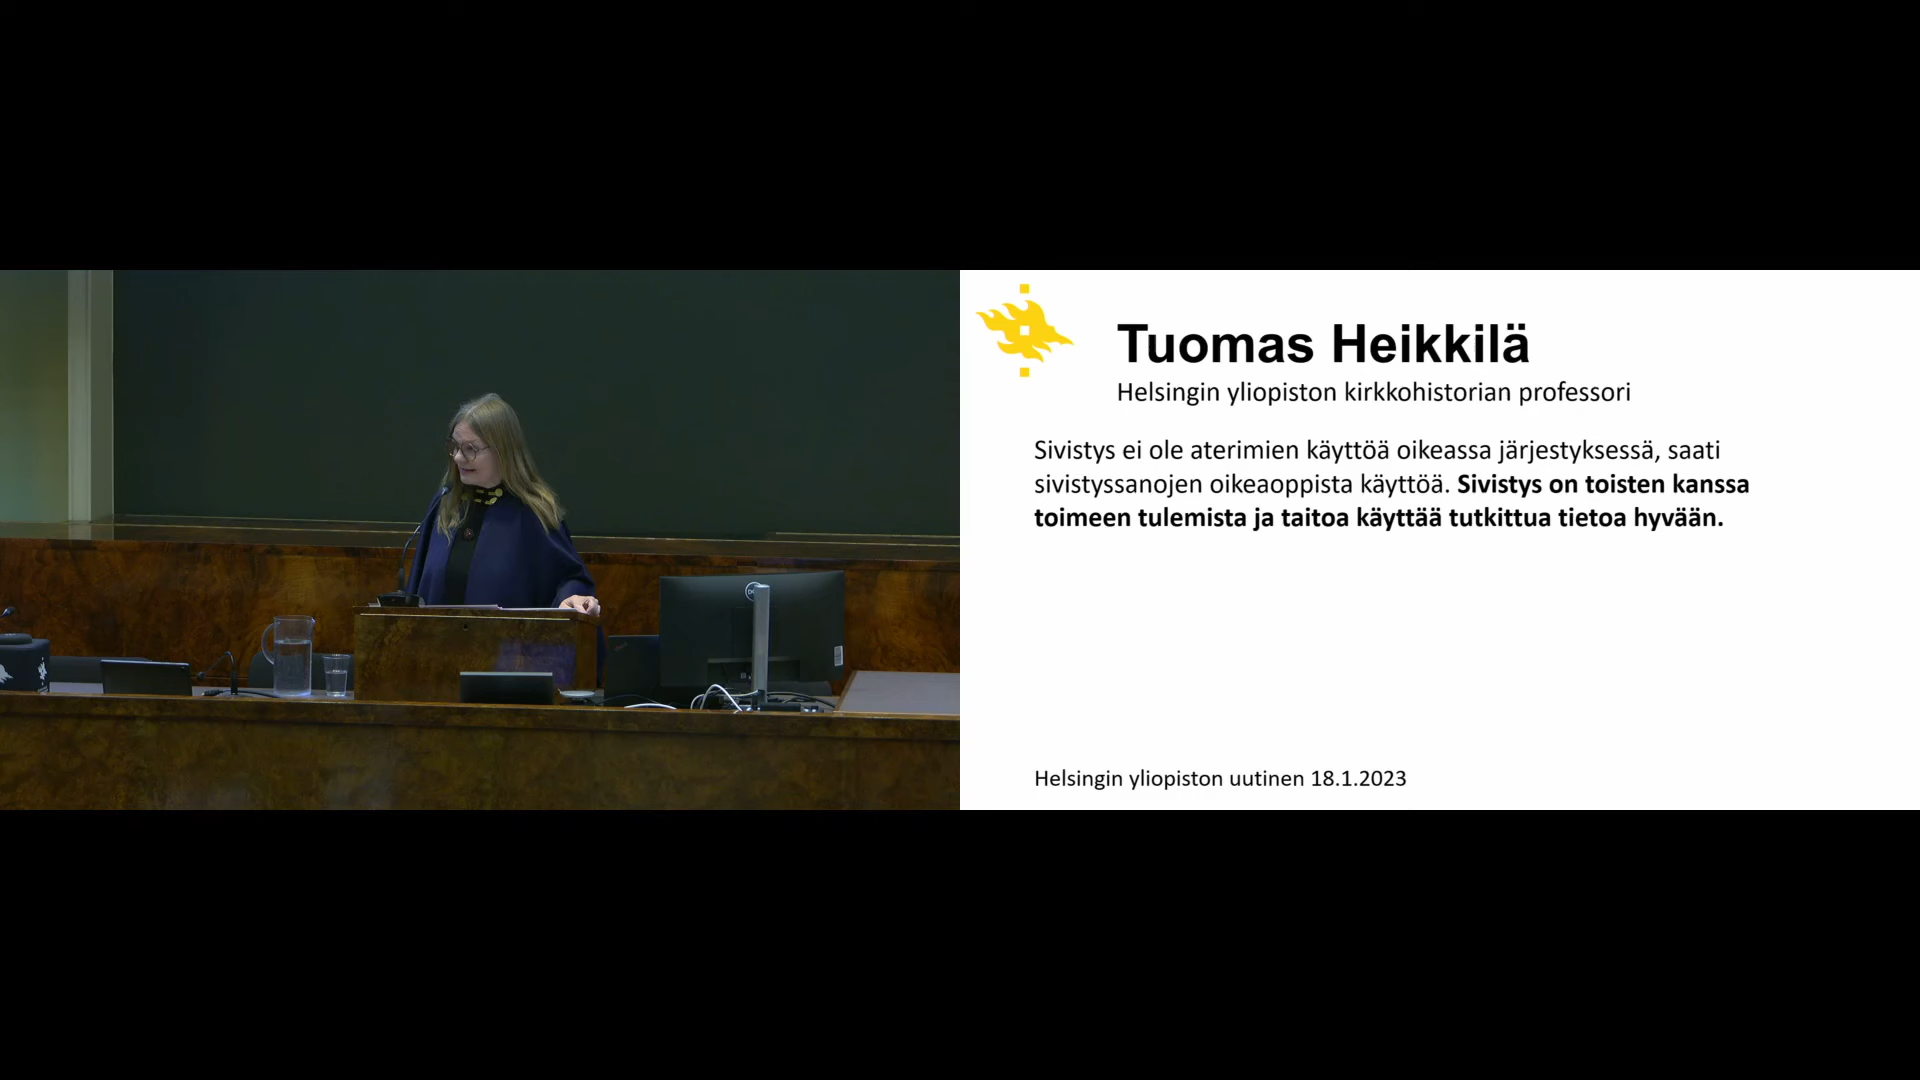 Tuomas Heikkilä
Helsingin yliopiston kirkkohistorian professori
Sivistys ei ole aterimien käyttöä oikeassa järjestyksessä, saati
sivistyssanojen oikeaoppista käyttöä. Sivistys on toisten kanssa
toimeen tulemista ja taitoa käyttää tutkittua tietoa hyvään.
Helsingin yliopiston uutinen 18.1.2023